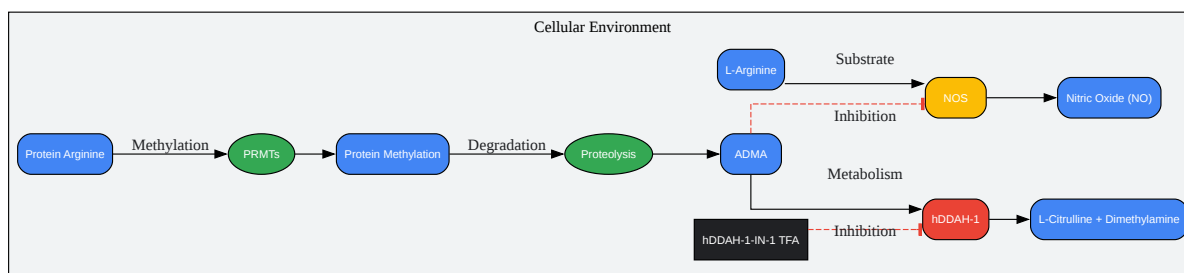 Cellular Environment
L-Arginine
Substrate
NOS
Nitric Oxide (NO)
Inhibition
Protein Arginine
Methylation
PRMTs
Protein Methylation
Degradation
Proteolysis
ADMA
Metabolism
hDDAH-1-IN-1 TFA
Inhibition
hDDAH-1
L-Citrulline + Dimethylamine